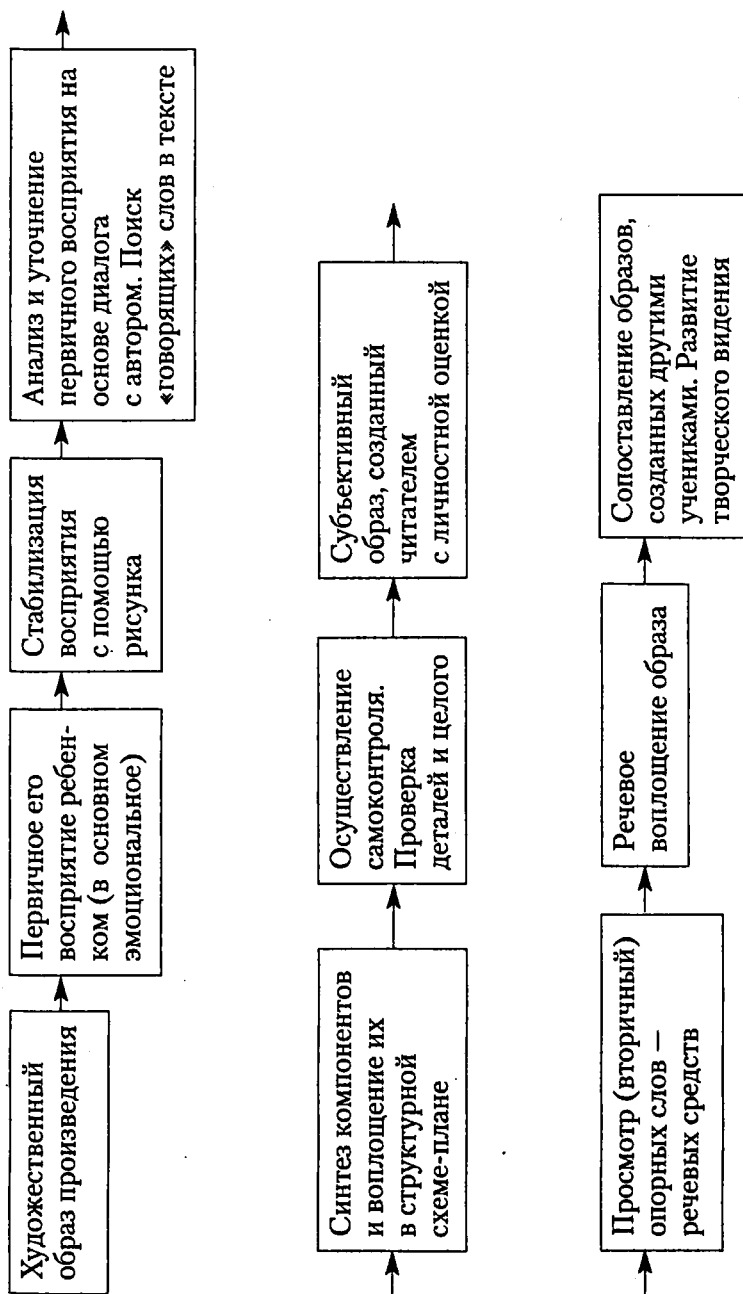 Художественный
образ произведения
Первичное его
восприятие ребен-
ком (в основном
эмоциональное)
Стабилизация
восприятия
с помощью
рисунка
Анализ и уточнение
первичного восприятия на
основе диалога
с автором. Поиск
«говорящих» слов в тексте
Синтез компонентов
и воплощение их
в структурной
схеме-плане
Осуществление
самоконтроля.
Проверка
деталей и целого
Субъективный
образ, созданный
читателем
с личностной оценкой
Просмотр (вторичный)
опорных слов —
речевых средств
Речевое
воплощение образа
Сопоставление образов,
созданных другими
учениками. Развитие
творческого видения